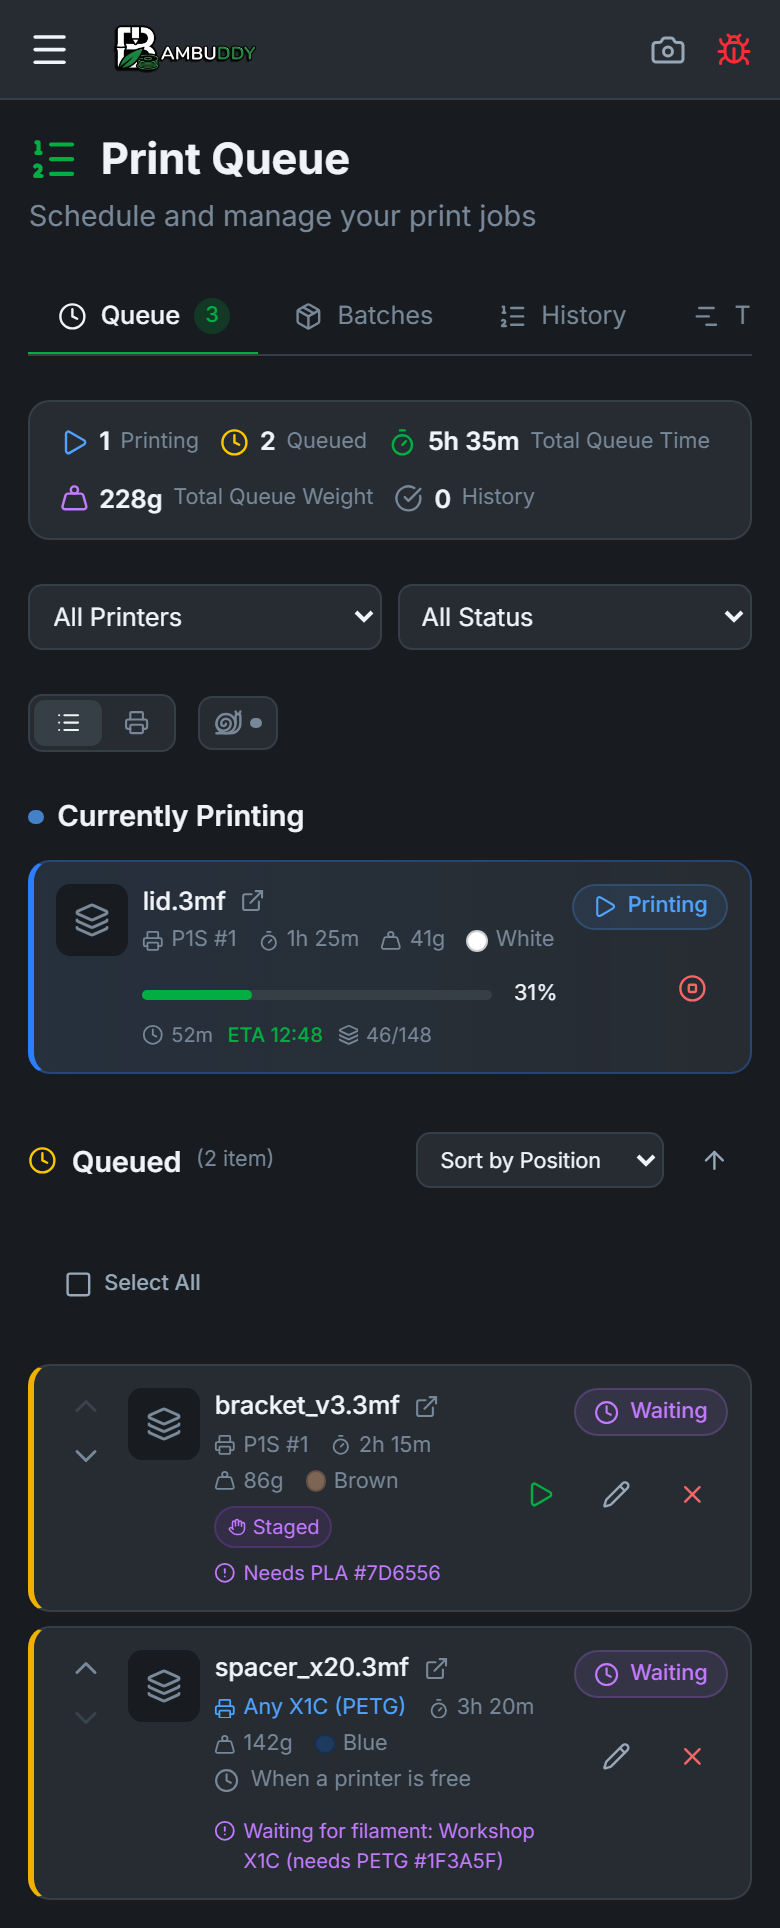 BAMBUDDY
Print Queue
Schedule and manage your print jobs
Queue 3 Batches History T
1 Printing 2 Queued 5h 35m Total Queue Time
228g Total Queue Weight 0 History
All Printers All Status
Currently Printing
lid.3mf Printing
P1S #1 1h 25m 41g White
31%
52m ETA 12:48 46/148
Queued (2 item) Sort by Position
Select All
bracket_v3.3mf Waiting
P1S #1 2h 15m
86g Brown
Staged
Needs PLA #7D6556
spacer_x20.3mf Waiting
Any X1C (PETG) 3h 20m
142g Blue
When a printer is free
Waiting for filament: Workshop
X1C (needs PETG #1F3A5F)